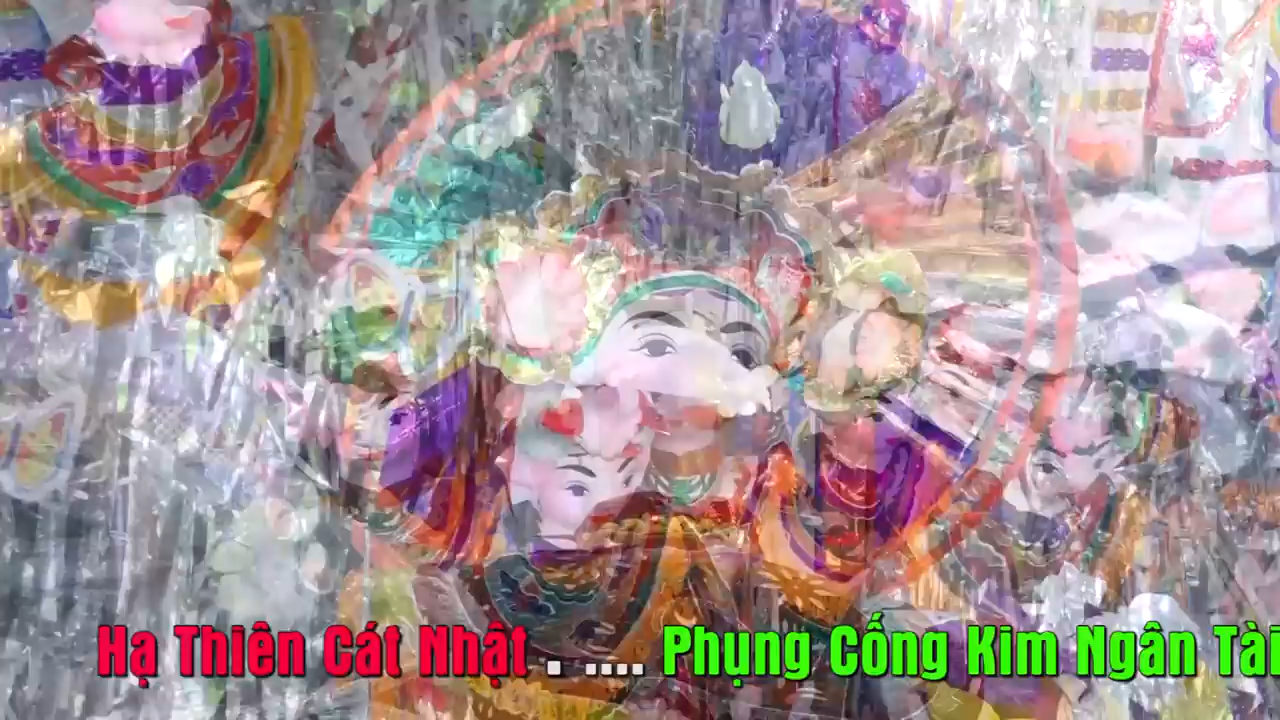 Hạ Thiên Cát Nhật . .... Phụng Cống Kim Ngân Tài